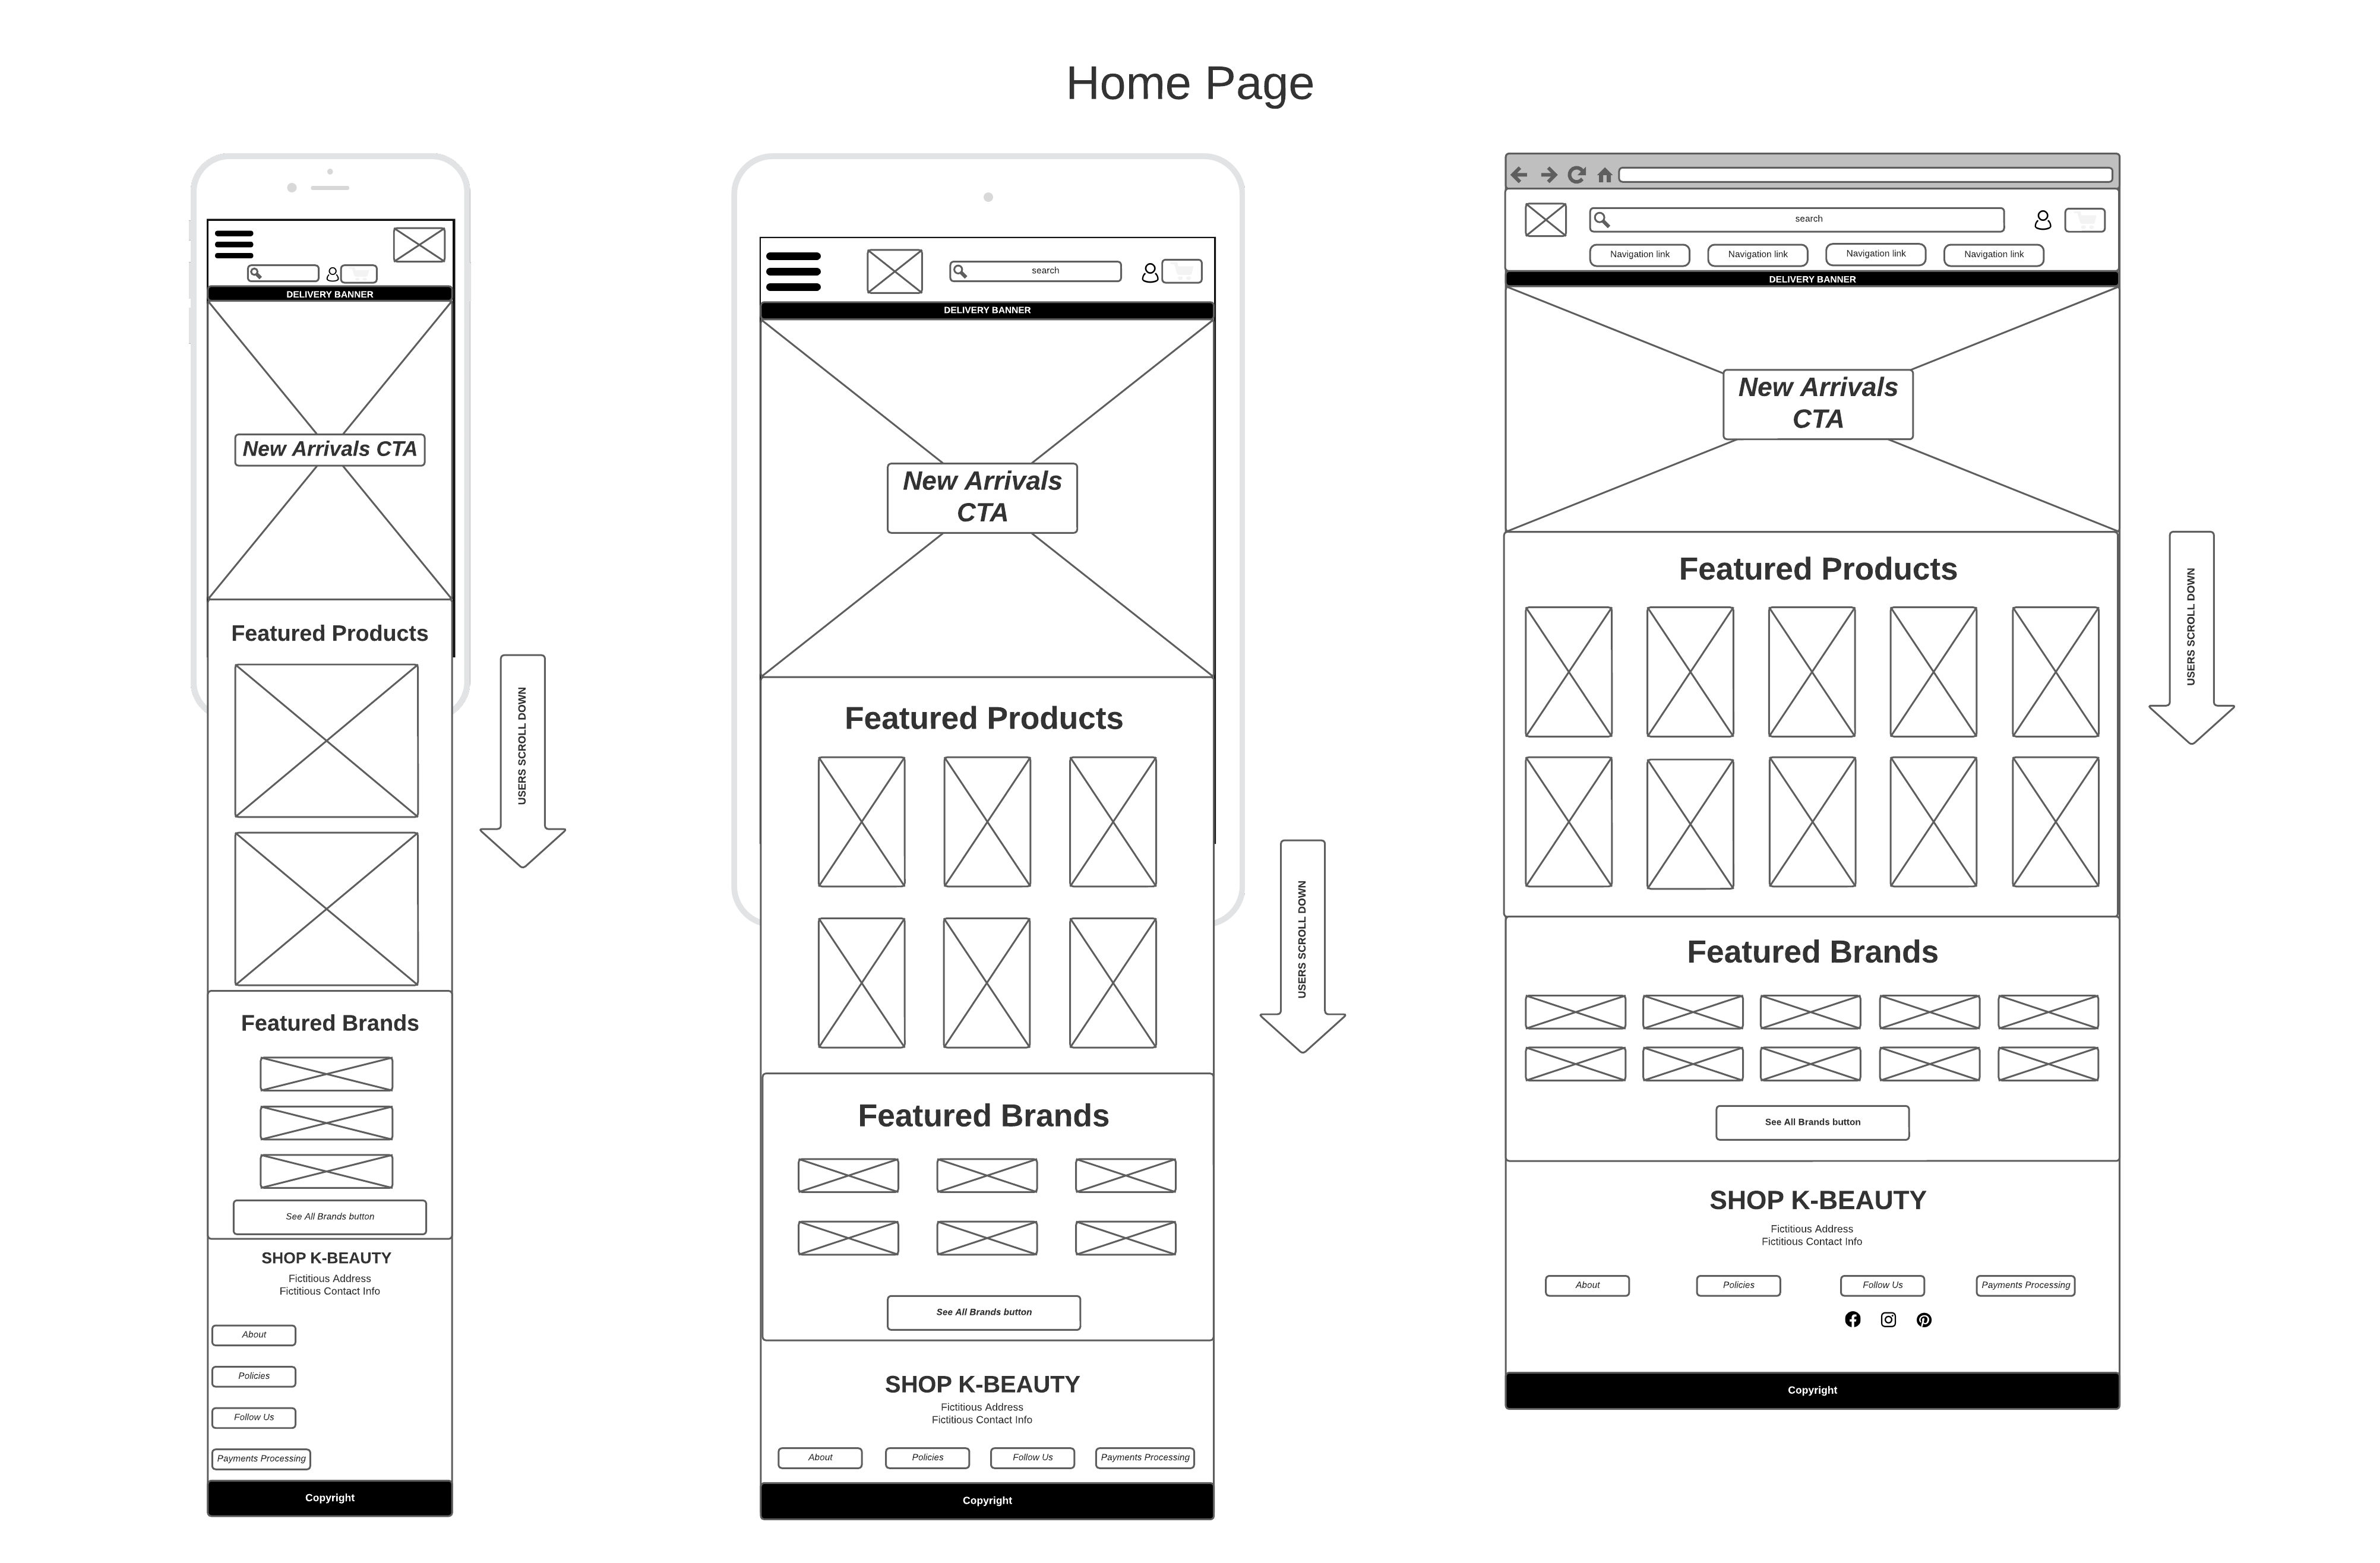 Home Page
DELIVERY BANNER
New Arrivals CTA
Featured Products
USERS SCROLL DOWN
Featured Brands
See All Brands button
SHOP K-BEAUTY
Fictitious Address
Fictitious Contact Info
About
Policies
Follow Us
Payments Processing
Copyright
search
DELIVERY BANNER
New Arrivals
CTA
Featured Products
USERS SCROLL DOWN
Featured Brands
See All Brands button
SHOP K-BEAUTY
Fictitious Address
Fictitious Contact Info
About Policies Follow Us Payments Processing
Copyright
search
Navigation link Navigation link Navigation link Navigation link
DELIVERY BANNER
New Arrivals
CTA
Featured Products
USERS SCROLL DOWN
Featured Brands
See All Brands button
SHOP K-BEAUTY
Fictitious Address
Fictitious Contact Info
About Policies Follow Us Payments Processing
Copyright